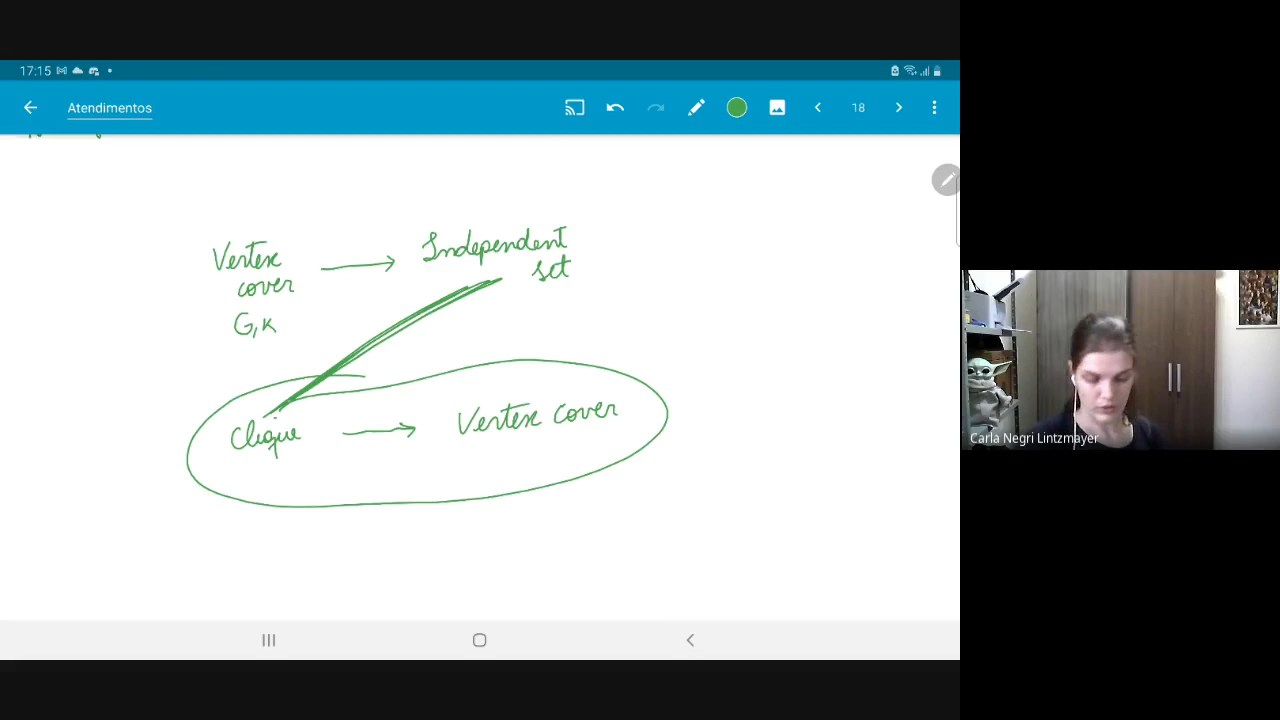 17:15
Atendimentos
18
Vertex
cover
G, K
Independent
set
Clique
Vertex cover
Carla Negri Lintzmayer